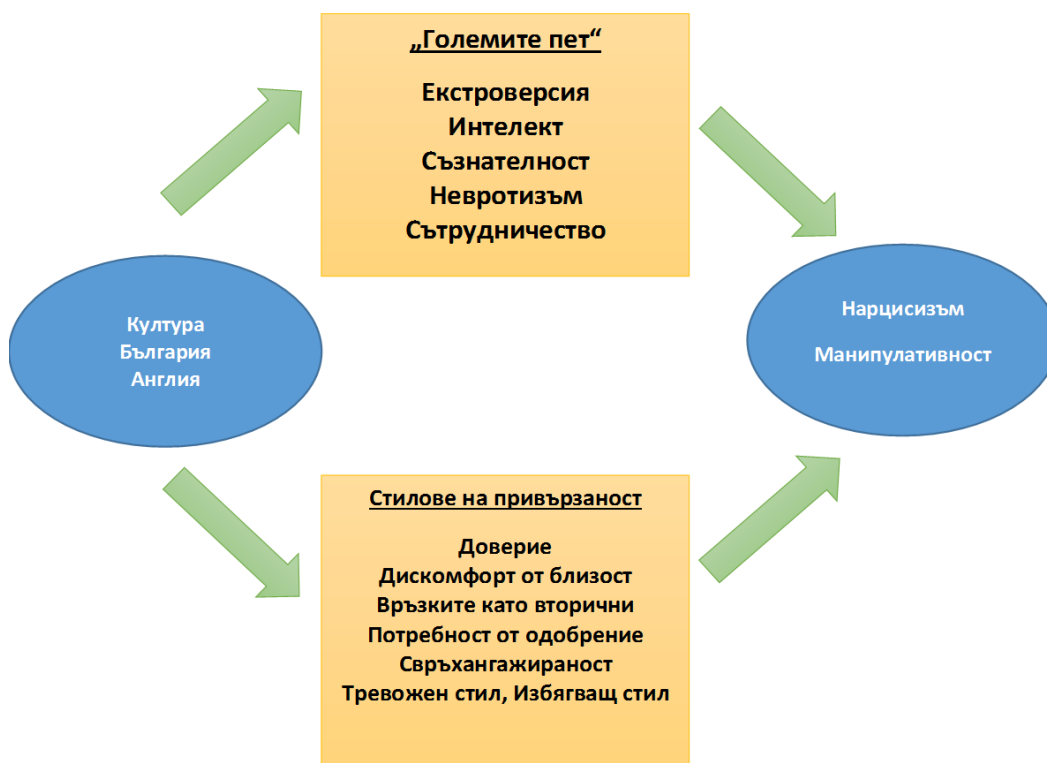 „Големите пет“
Екстроверсия
Интелект
Съзнателност
Невротизъм
Сътрудничество
Култура
България
Англия
Нарцисизъм
Манипулативност
Стилове на привързаност
Доверие
Дискомфорт от близост
Връзките като вторични
Потребност от одобрение
Свръхангажираност
Тревожен стил, Избягващ стил